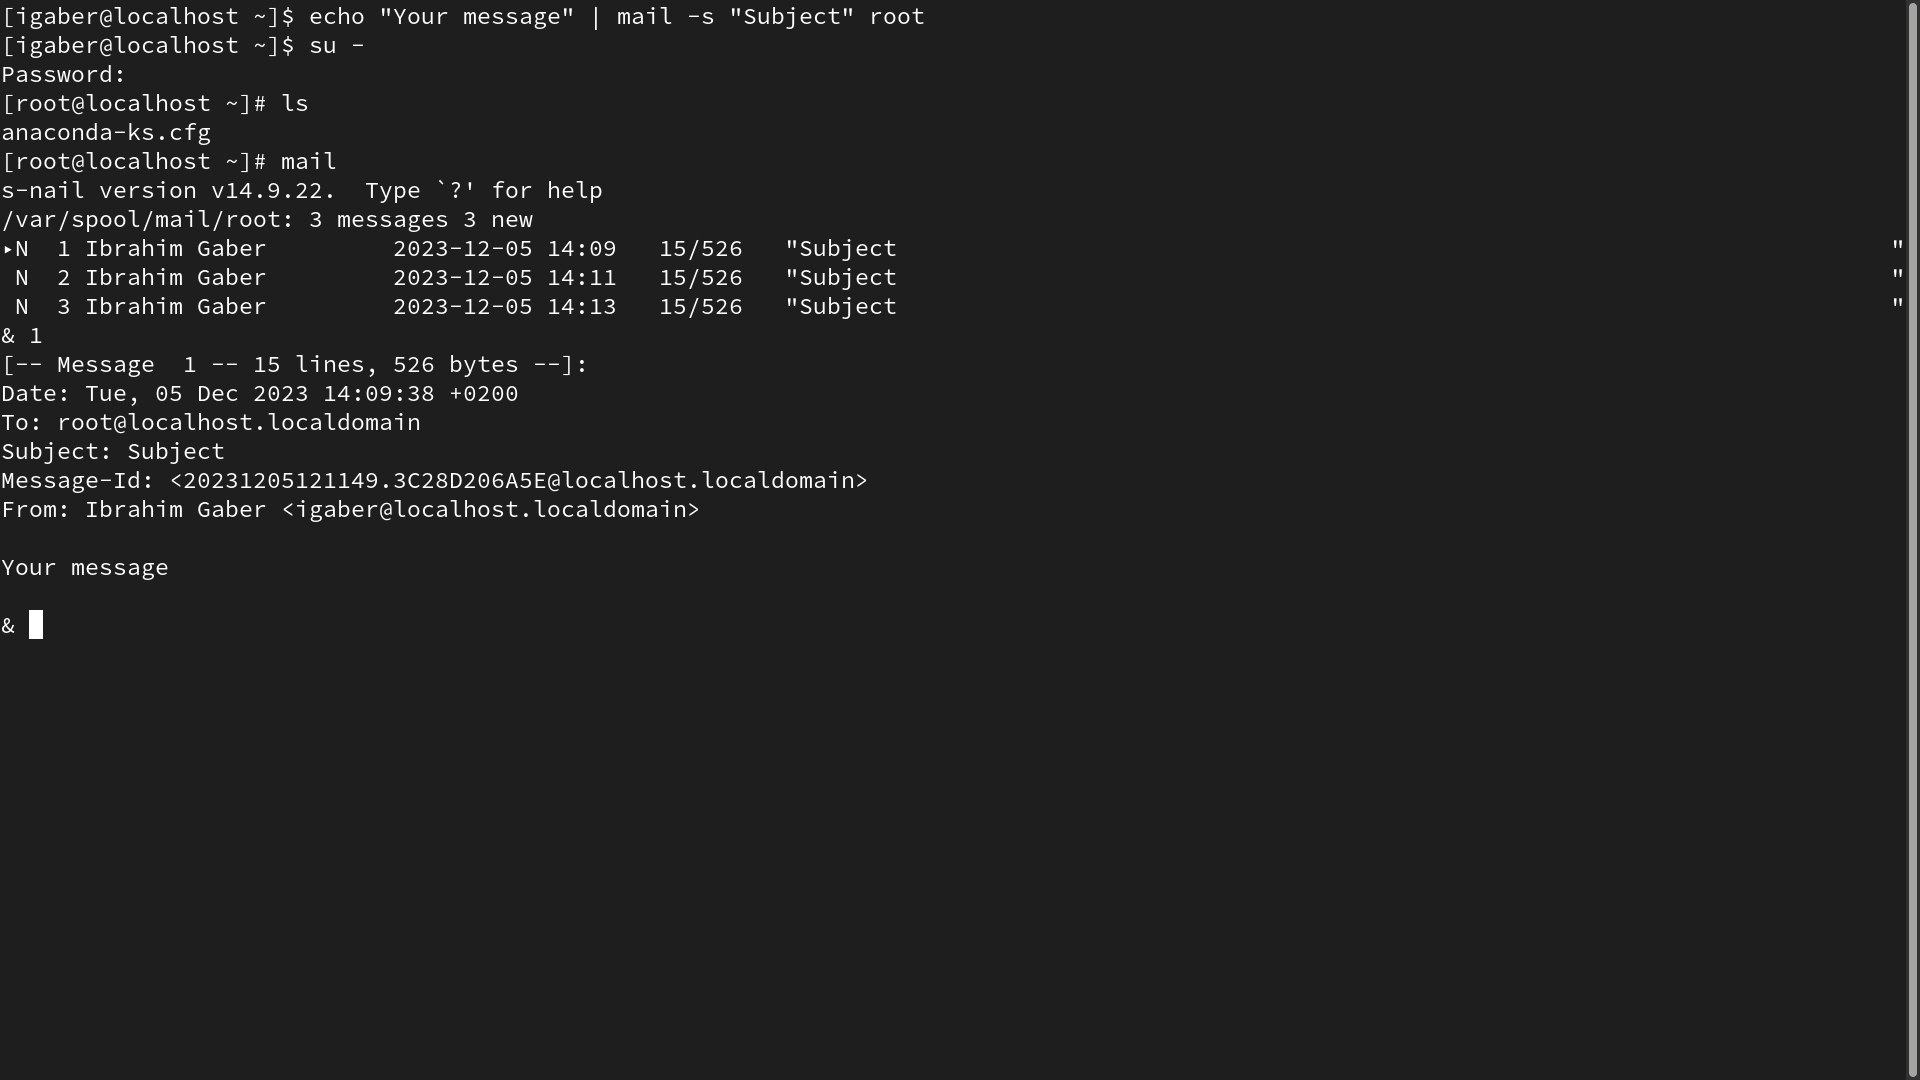 [igaber@localhost ~]$ echo "Your message" | mail -s "Subject" root
[igaber@localhost ~]$ su -
Password:
[root@localhost ~]# ls
anaconda-ks.cfg
[root@localhost ~]# mail
s-nail version v14.9.22.  Type `?' for help
/var/spool/mail/root: 3 messages 3 new
▸N  1 Ibrahim Gaber         2023-12-05 14:09   15/526   "Subject                                                                       "
 N  2 Ibrahim Gaber         2023-12-05 14:11   15/526   "Subject                                                                       "
 N  3 Ibrahim Gaber         2023-12-05 14:13   15/526   "Subject                                                                       "
& 1
[-- Message  1 -- 15 lines, 526 bytes --]:
Date: Tue, 05 Dec 2023 14:09:38 +0200
To: root@localhost.localdomain
Subject: Subject
Message-Id: <20231205121149.3C28D206A5E@localhost.localdomain>
From: Ibrahim Gaber <igaber@localhost.localdomain>

Your message

&